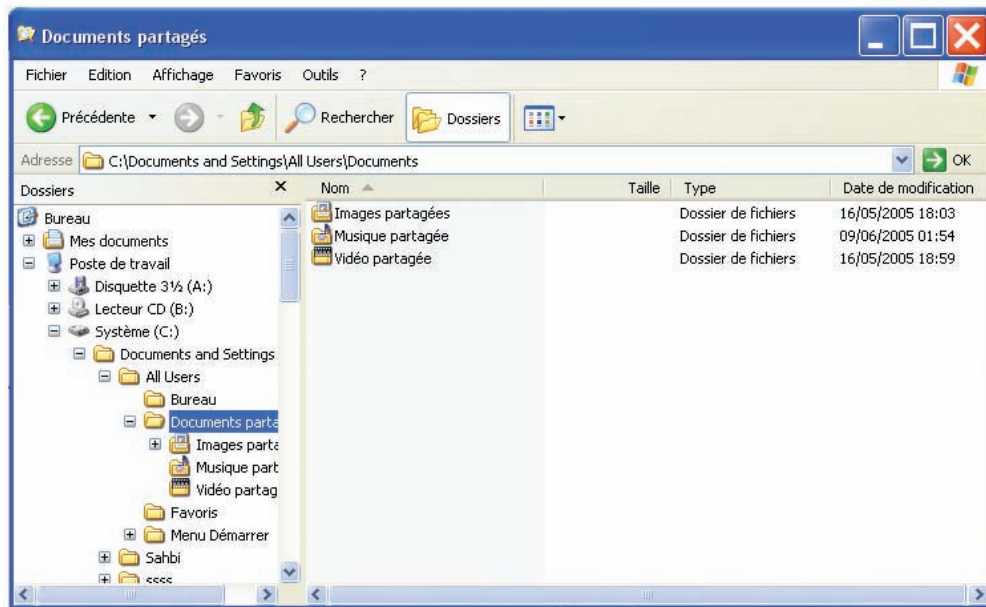 Documents partagés
Fichier Edition Affichage Favoris Outils ?
Précédente Rechercher Dossiers
Adresse C:\Documents and Settings\All Users\Documents OK
Dossiers
Bureau
Mes documents
Poste de travail
Disquette 3½ (A:)
Lecteur CD (B:)
Système (C:)
Documents and Settings
All Users
Bureau
Documents parta
Images parta
Musique part
Vidéo partag
Favoris
Menu Démarrer
Sahbi
ssss
Nom Taille Type Date de modification
Images partagées Dossier de fichiers 16/05/2005 18:03
Musique partagée Dossier de fichiers 09/06/2005 01:54
Vidéo partagée Dossier de fichiers 16/05/2005 18:59